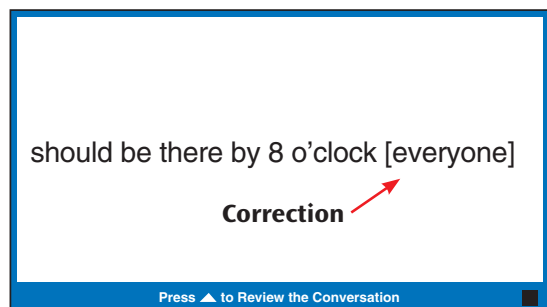 should be there by 8 o’clock [everyone]
Correction
Press ▲ to Review the Conversation